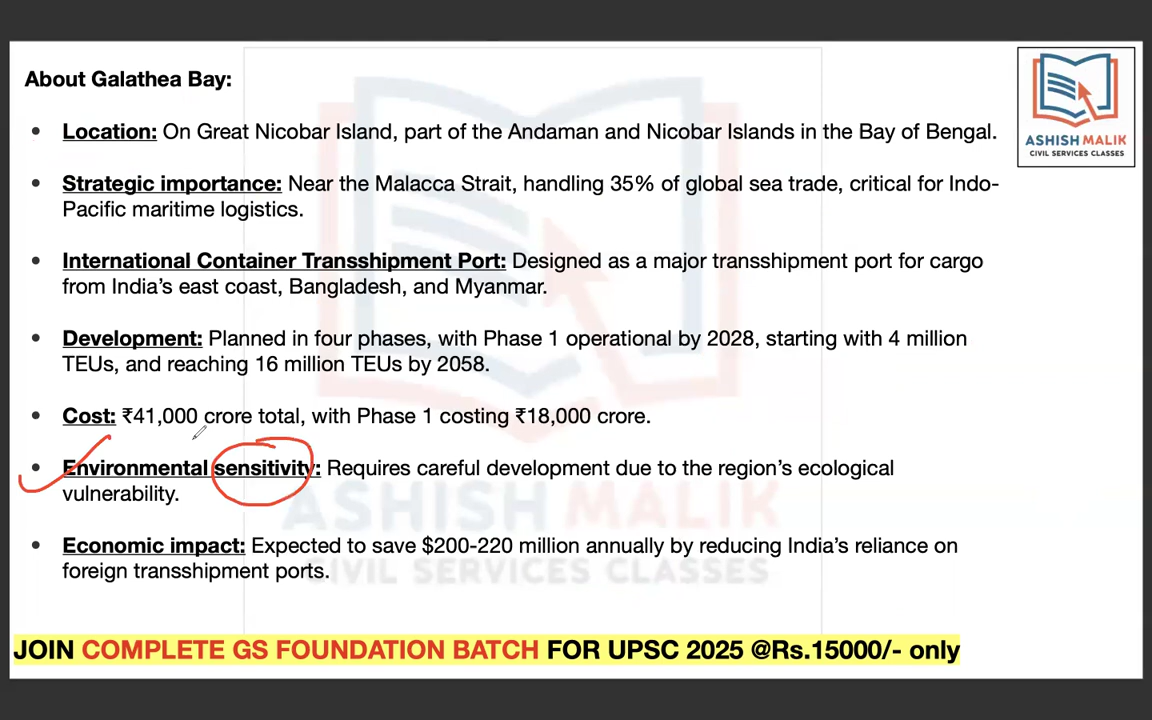 About Galathea Bay:
ASHISH MALIK
CIVIL SERVICES CLASSES
• Location: On Great Nicobar Island, part of the Andaman and Nicobar Islands in the Bay of Bengal.
• Strategic importance: Near the Malacca Strait, handling 35% of global sea trade, critical for Indo-
Pacific maritime logistics.
• International Container Transshipment Port: Designed as a major transshipment port for cargo
from India’s east coast, Bangladesh, and Myanmar.
• Development: Planned in four phases, with Phase 1 operational by 2028, starting with 4 million
TEUs, and reaching 16 million TEUs by 2058.
• Cost: ₹41,000 crore total, with Phase 1 costing ₹18,000 crore.
• Environmental sensitivity: Requires careful development due to the region’s ecological
vulnerability.
ASHISH MALIK
• Economic impact: Expected to save $200-220 million annually by reducing India’s reliance on
foreign transshipment ports.
CIVIL SERVICES CLASSES
JOIN COMPLETE GS FOUNDATION BATCH FOR UPSC 2025 @Rs.15000/- only